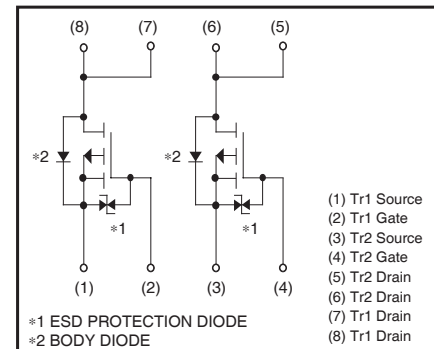 (8) (7) (6) (5)
∗2 ∗2
∗1 ∗1
(1) (2) (3) (4)
(1) Tr1 Source
(2) Tr1 Gate
(3) Tr2 Source
(4) Tr2 Gate
(5) Tr2 Drain
(6) Tr2 Drain
(7) Tr1 Drain
(8) Tr1 Drain
∗1 ESD PROTECTION DIODE
∗2 BODY DIODE